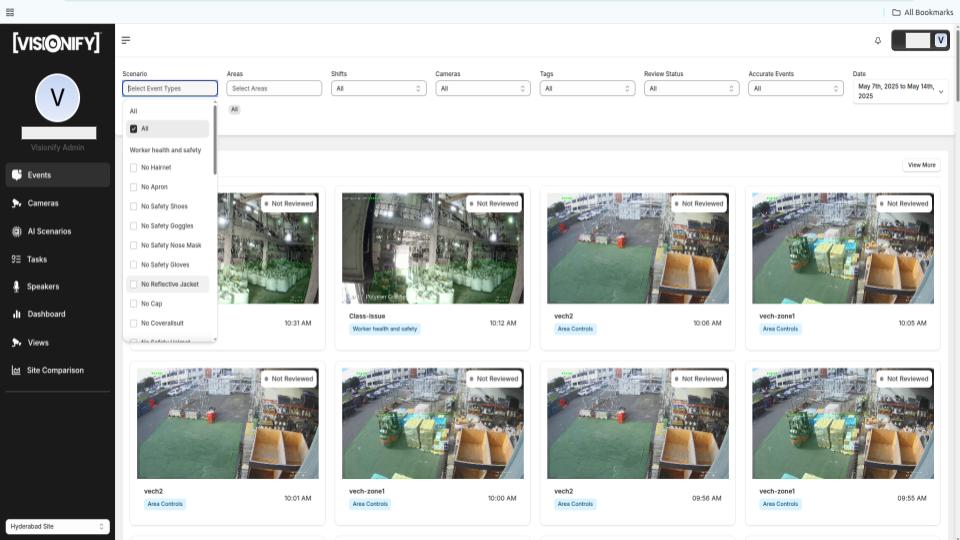 All Bookmarks
[VISIONIFY]
V
V
Visionify Admin
Events
Cameras
AI Scenarios
Tasks
Speakers
Dashboard
Views
Site Comparison
Hyderabad Site
Scenario
Select Event Types
Areas
Select Areas
Shifts
All
Cameras
All
Tags
All
Review Status
All
Accurate Events
All
Date
May 7th, 2025 to May 14th,
2025
All
All
All
Worker health and safety
No Hairnet
No Apron
No Safety Shoes
No Safety Goggles
No Safety Nose Mask
No Safety Gloves
No Reflective Jacket
No Cap
No Coverallsuit
No Safety Helmet
View More
Not Reviewed
10:31 AM
Not Reviewed
Class-issue
Worker health and safety
10:12 AM
Not Reviewed
vech2
Area Controls
10:06 AM
Not Reviewed
vech-zone1
Area Controls
10:05 AM
Not Reviewed
vech2
Area Controls
10:01 AM
Not Reviewed
vech-zone1
Area Controls
10:00 AM
Not Reviewed
vech2
Area Controls
09:56 AM
Not Reviewed
vech-zone1
Area Controls
09:55 AM